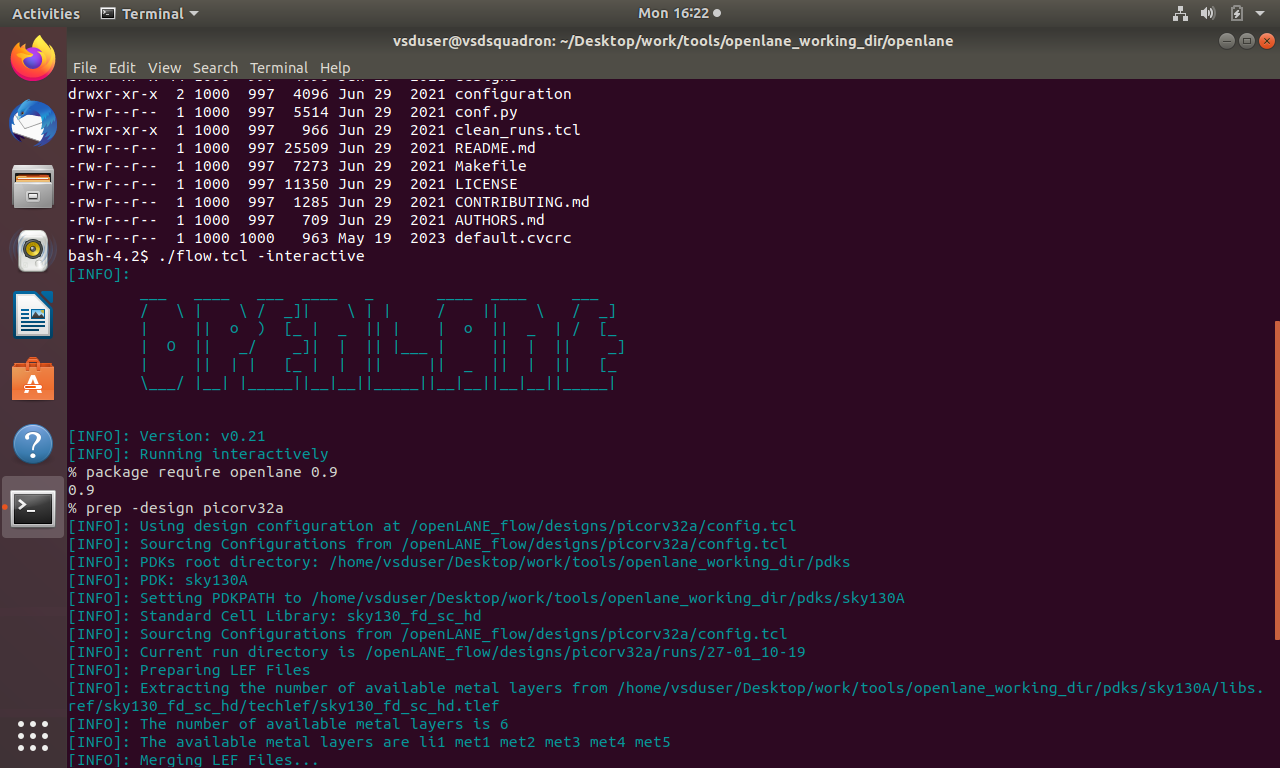 Activities Terminal Mon 16:22
vsduser@vsdsquadron: ~/Desktop/work/tools/openlane_working_dir/openlane
File Edit View Search Terminal Help
drwxr-xr-x  2 1000  997  4096 Jun 29  2021 configuration
-rw-r--r--  1 1000  997  5514 Jun 29  2021 conf.py
-rwxr-xr-x  1 1000  997   966 Jun 29  2021 clean_runs.tcl
-rw-r--r--  1 1000  997 25509 Jun 29  2021 README.md
-rw-r--r--  1 1000  997  7273 Jun 29  2021 Makefile
-rw-r--r--  1 1000  997 11350 Jun 29  2021 LICENSE
-rw-r--r--  1 1000  997  1285 Jun 29  2021 CONTRIBUTING.md
-rw-r--r--  1 1000  997   709 Jun 29  2021 AUTHORS.md
-rw-r--r--  1 1000 1000   963 May 19  2023 default.cvcrc
bash-4.2$ ./flow.tcl -interactive
[INFO]:
OPENLANE
[INFO]: Version: v0.21
[INFO]: Running interactively
% package require openlane 0.9
0.9
% prep -design picorv32a
[INFO]: Using design configuration at /openLANE_flow/designs/picorv32a/config.tcl
[INFO]: Sourcing Configurations from /openLANE_flow/designs/picorv32a/config.tcl
[INFO]: PDKs root directory: /home/vsduser/Desktop/work/tools/openlane_working_dir/pdks
[INFO]: PDK: sky130A
[INFO]: Setting PDKPATH to /home/vsduser/Desktop/work/tools/openlane_working_dir/pdks/sky130A
[INFO]: Standard Cell Library: sky130_fd_sc_hd
[INFO]: Sourcing Configurations from /openLANE_flow/designs/picorv32a/config.tcl
[INFO]: Current run directory is /openLANE_flow/designs/picorv32a/runs/27-01_10-19
[INFO]: Preparing LEF Files
[INFO]: Extracting the number of available metal layers from /home/vsduser/Desktop/work/tools/openlane_working_dir/pdks/sky130A/libs.
ref/sky130_fd_sc_hd/techlef/sky130_fd_sc_hd.tlef
[INFO]: The number of available metal layers is 6
[INFO]: The available metal layers are li1 met1 met2 met3 met4 met5
[INFO]: Merging LEF Files...